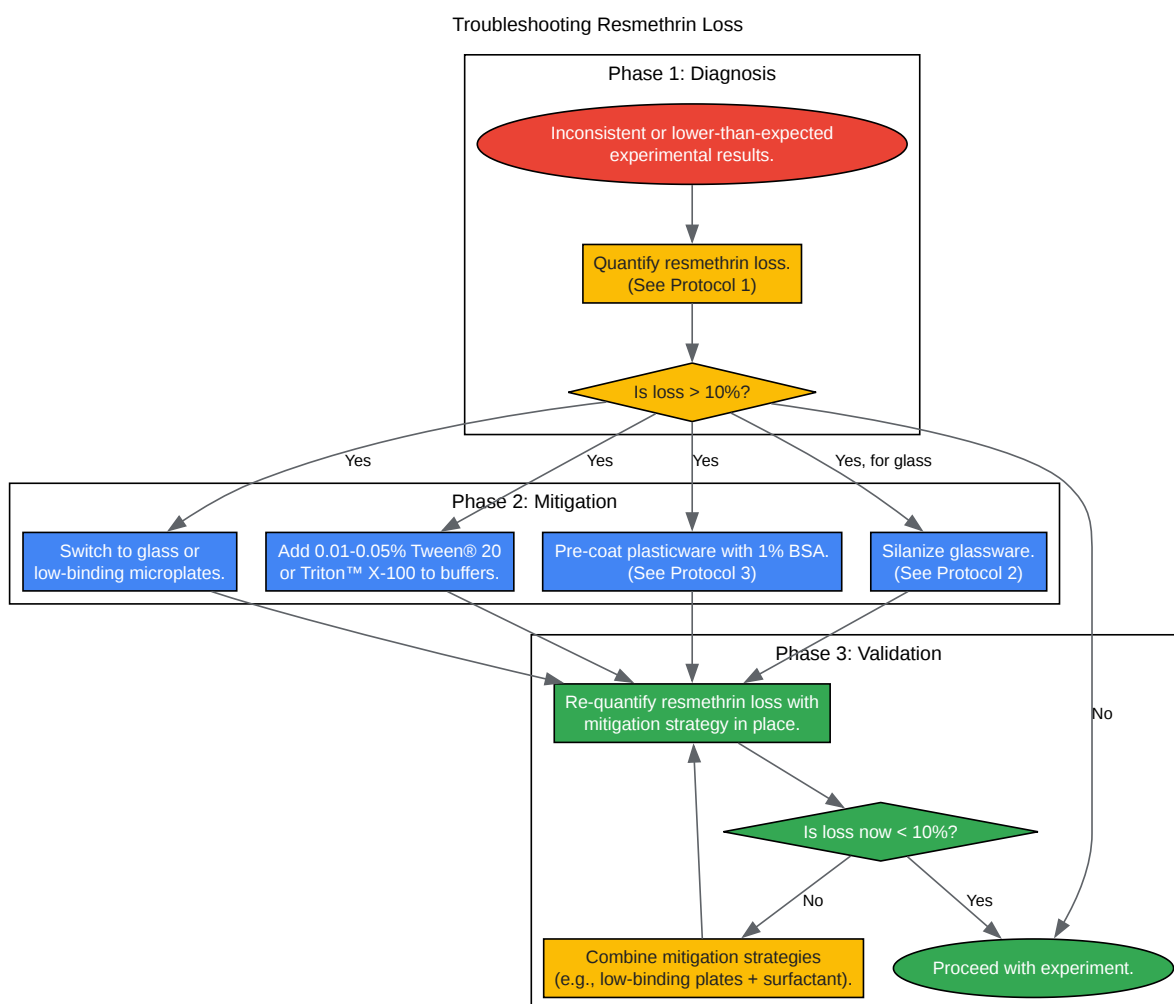 Troubleshooting Resmethrin Loss
Phase 1: Diagnosis
Inconsistent or lower-than-expected
experimental results.
Quantify resmethrin loss.
(See Protocol 1)
Is loss > 10%?
Yes
Yes
Yes
Yes, for glass
Phase 2: Mitigation
Switch to glass or
low-binding microplates.
Add 0.01-0.05% Tween® 20
or Triton™ X-100 to buffers.
Pre-coat plasticware with 1% BSA.
(See Protocol 3)
Silanize glassware.
(See Protocol 2)
Phase 3: Validation
Re-quantify resmethrin loss with
mitigation strategy in place.
No
Is loss now < 10%?
No
Yes
Combine mitigation strategies
(e.g., low-binding plates + surfactant).
Proceed with experiment.